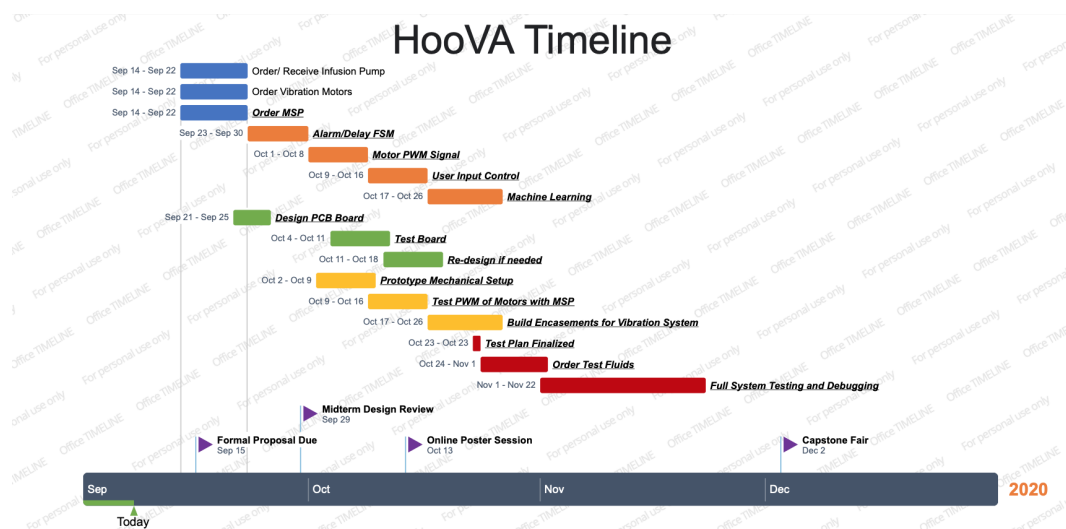 HooVA Timeline
Sep 14 - Sep 22 Order/ Receive Infusion Pump
Sep 14 - Sep 22 Order Vibration Motors
Sep 14 - Sep 22 Order MSP
Sep 23 - Sep 30 Alarm/Delay FSM
Oct 1 - Oct 8 Motor PWM Signal
Oct 9 - Oct 16 User Input Control
Oct 17 - Oct 26 Machine Learning
Sep 21 - Sep 25 Design PCB Board
Oct 4 - Oct 11 Test Board
Oct 11 - Oct 18 Re-design if needed
Oct 2 - Oct 9 Prototype Mechanical Setup
Oct 9 - Oct 16 Test PWM of Motors with MSP
Oct 17 - Oct 26 Build Encasements for Vibration System
Oct 23 - Oct 23 Test Plan Finalized
Oct 24 - Nov 1 Order Test Fluids
Nov 1 - Nov 22 Full System Testing and Debugging
Midterm Design Review
Sep 29
Formal Proposal Due
Sep 15
Online Poster Session
Oct 13
Capstone Fair
Dec 2
Sep Oct Nov Dec 2020
Today
For personal use only
Office TIMELINE